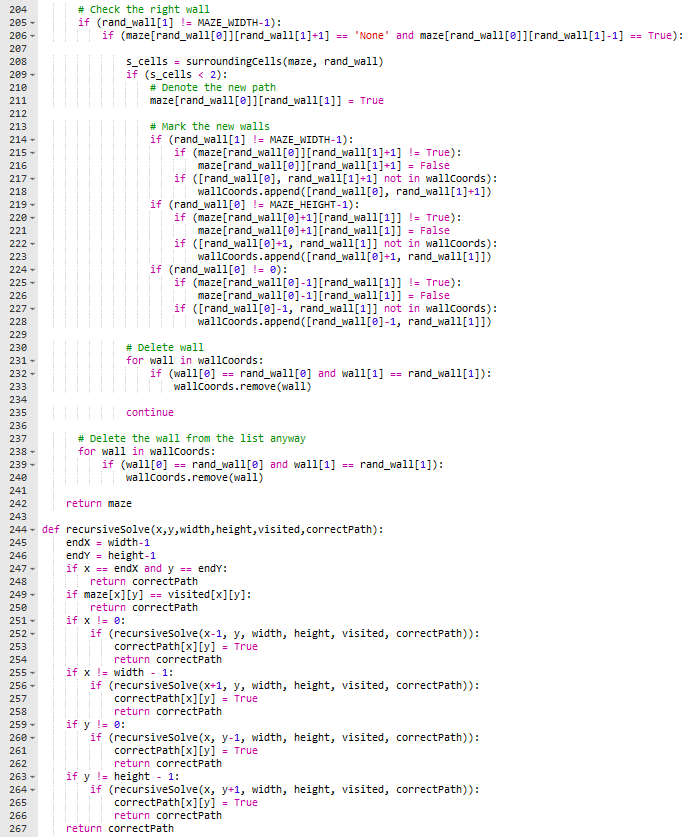 204 # Check the right wall
205 if (rand_wall[1] != MAZE_WIDTH-1):
206 if (maze[rand_wall[0]][rand_wall[1]+1] == 'None' and maze[rand_wall[0]][rand_wall[1]-1] == True):
207
208 s_cells = surroundingCells(maze, rand_wall)
209 if (s_cells < 2):
210 # Denote the new path
211 maze[rand_wall[0]][rand_wall[1]] = True
212
213 # Mark the new walls
214 if (rand_wall[1] != MAZE_WIDTH-1):
215 if (maze[rand_wall[0]][rand_wall[1]+1] != True):
216 maze[rand_wall[0]][rand_wall[1]+1] = False
217 if ([rand_wall[0], rand_wall[1]+1] not in wallCoords):
218 wallCoords.append([rand_wall[0], rand_wall[1]+1])
219 if (rand_wall[0] != MAZE_HEIGHT-1):
220 if (maze[rand_wall[0]+1][rand_wall[1]] != True):
221 maze[rand_wall[0]+1][rand_wall[1]] = False
222 if ([rand_wall[0]+1, rand_wall[1]] not in wallCoords):
223 wallCoords.append([rand_wall[0]+1, rand_wall[1]])
224 if (rand_wall[0] != 0):
225 if (maze[rand_wall[0]-1][rand_wall[1]] != True):
226 maze[rand_wall[0]-1][rand_wall[1]] = False
227 if ([rand_wall[0]-1, rand_wall[1]] not in wallCoords):
228 wallCoords.append([rand_wall[0]-1, rand_wall[1]])
229
230 # Delete wall
231 for wall in wallCoords:
232 if (wall[0] == rand_wall[0] and wall[1] == rand_wall[1]):
233 wallCoords.remove(wall)
234
235 continue
236
237 # Delete the wall from the list anyway
238 for wall in wallCoords:
239 if (wall[0] == rand_wall[0] and wall[1] == rand_wall[1]):
240 wallCoords.remove(wall)
241
242 return maze
243
244 def recursiveSolve(x,y,width,height,visited,correctPath):
245 endX = width-1
246 endY = height-1
247 if x == endX and y == endY:
248 return correctPath
249 if maze[x][y] == visited[x][y]:
250 return correctPath
251 if x != 0:
252 if (recursiveSolve(x-1, y, width, height, visited, correctPath)):
253 correctPath[x][y] = True
254 return correctPath
255 if x != width - 1:
256 if (recursiveSolve(x+1, y, width, height, visited, correctPath)):
257 correctPath[x][y] = True
258 return correctPath
259 if y != 0:
260 if (recursiveSolve(x, y-1, width, height, visited, correctPath)):
261 correctPath[x][y] = True
262 return correctPath
263 if y != height - 1:
264 if (recursiveSolve(x, y+1, width, height, visited, correctPath)):
265 correctPath[x][y] = True
266 return correctPath
267 return correctPath